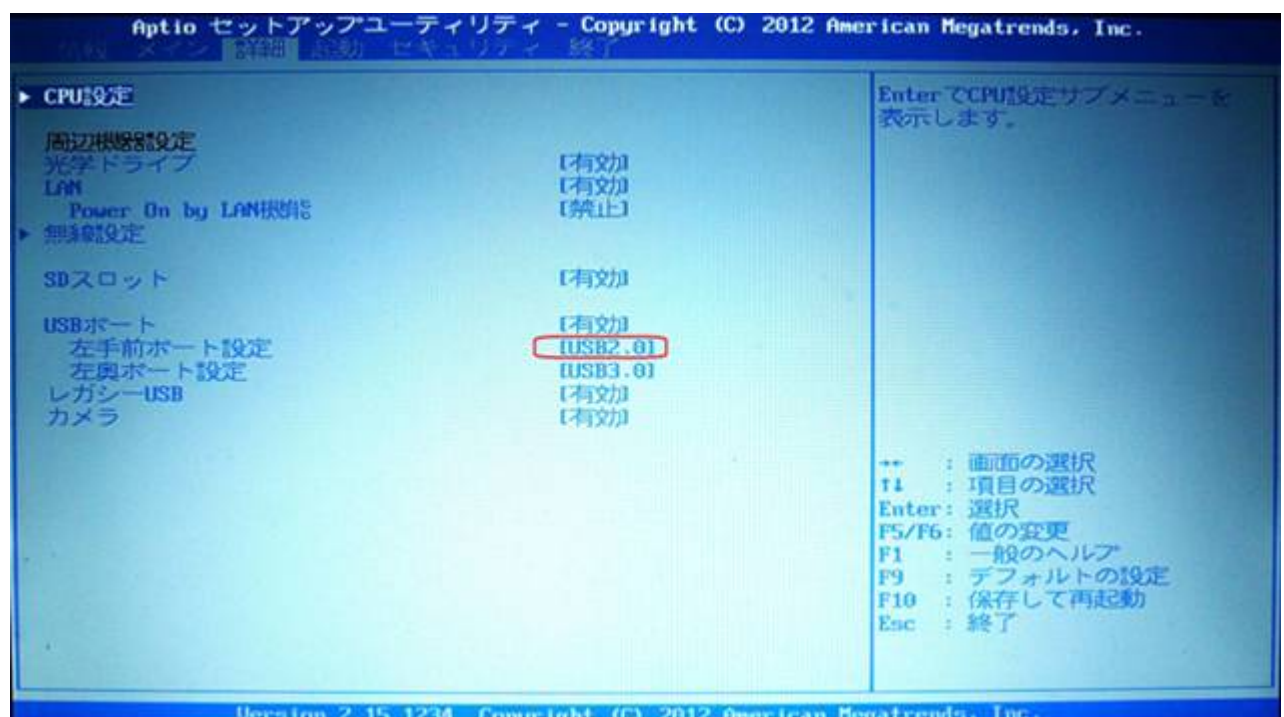 Aptio セットアップユーティリティ - Copyright (C) 2012 American Megatrends, Inc.
情報 メイン 詳細 起動 セキュリティ 終了
▶ CPU設定
EnterでCPU設定サブメニューを
表示します。
周辺機器設定
光学ドライブ [有効]
LAN [有効]
Power On by LAN機能 [禁止]
▶ 無線設定
SDスロット [有効]
USBポート [有効]
左手前ポート設定 [USB2.0]
左奥ポート設定 [USB3.0]
レガシーUSB [有効]
カメラ [有効]
→← : 画面の選択
↑↓ : 項目の選択
Enter: 選択
F5/F6: 値の変更
F1 : 一般のヘルプ
F9 : デフォルトの設定
F10 : 保存して再起動
Esc : 終了
Version 2.15.1234. Copyright (C) 2012 American Megatrends, Inc.